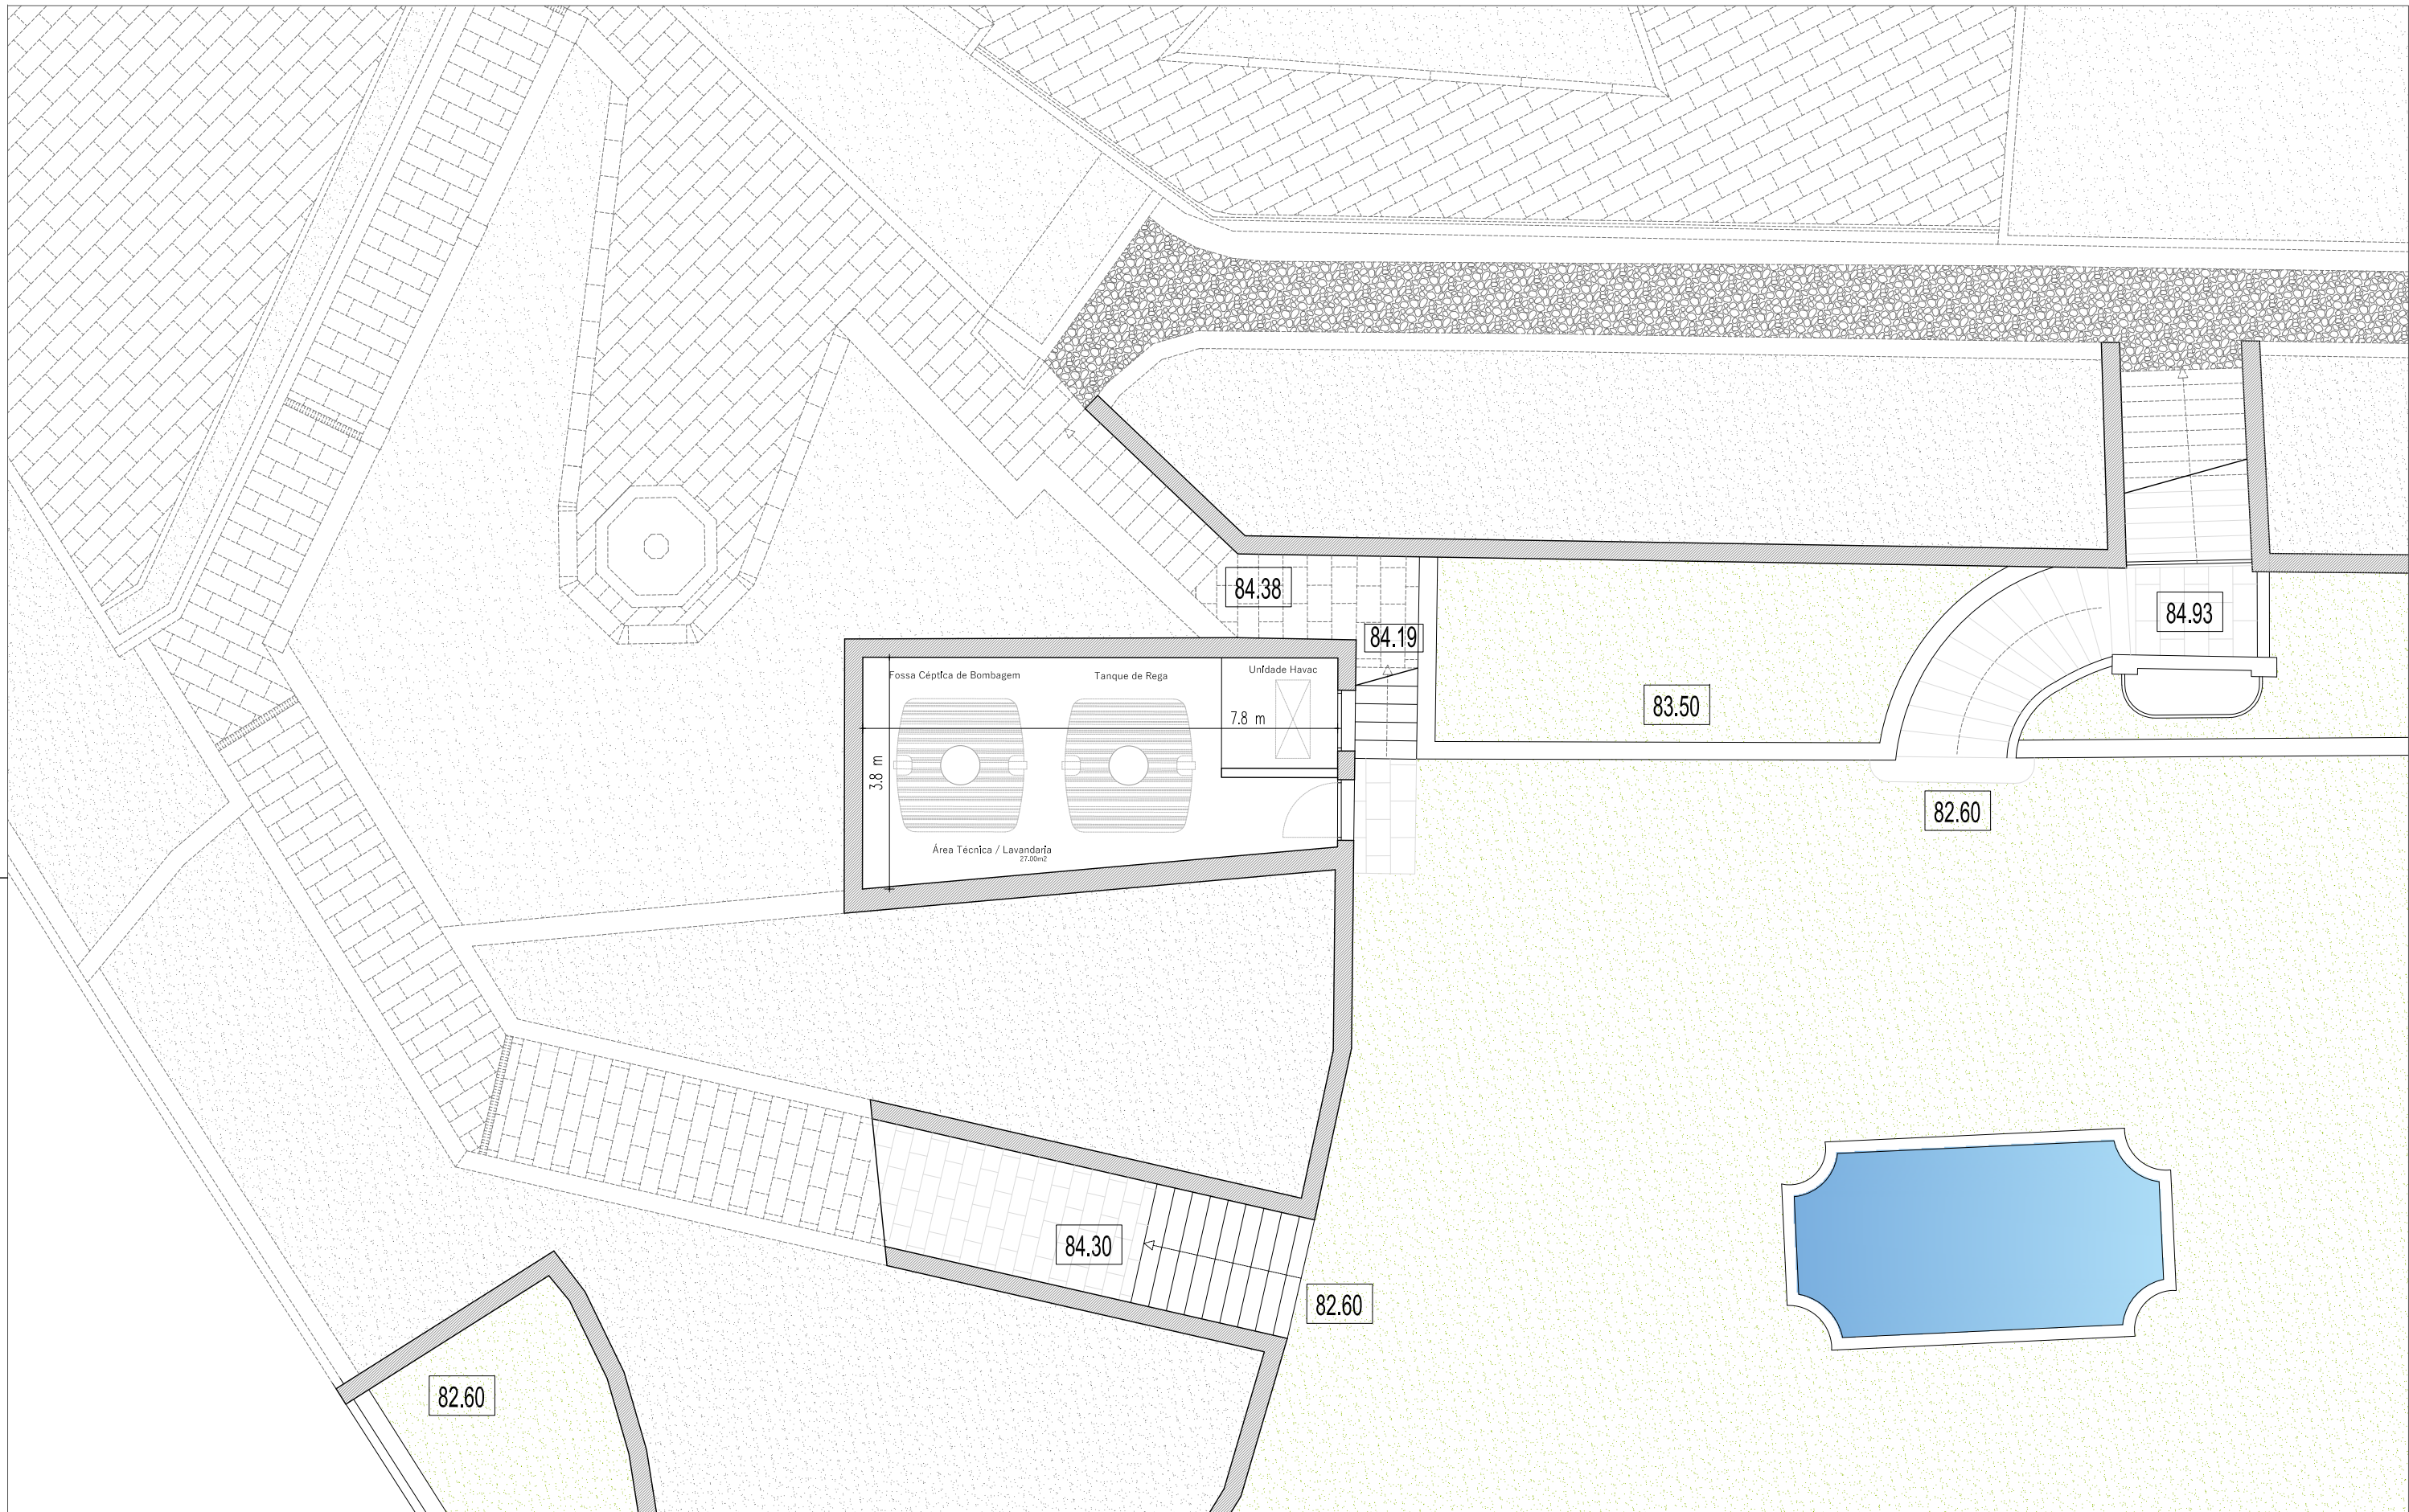 84.38
84.93
84.19
Fossa Céptica de Bombagem
Tanque de Rega
Unidade Havac
83.50
7.8 m
3.8 m
82.60
Área Técnica / Lavandaria
27.00m2
84.30
82.60
82.60